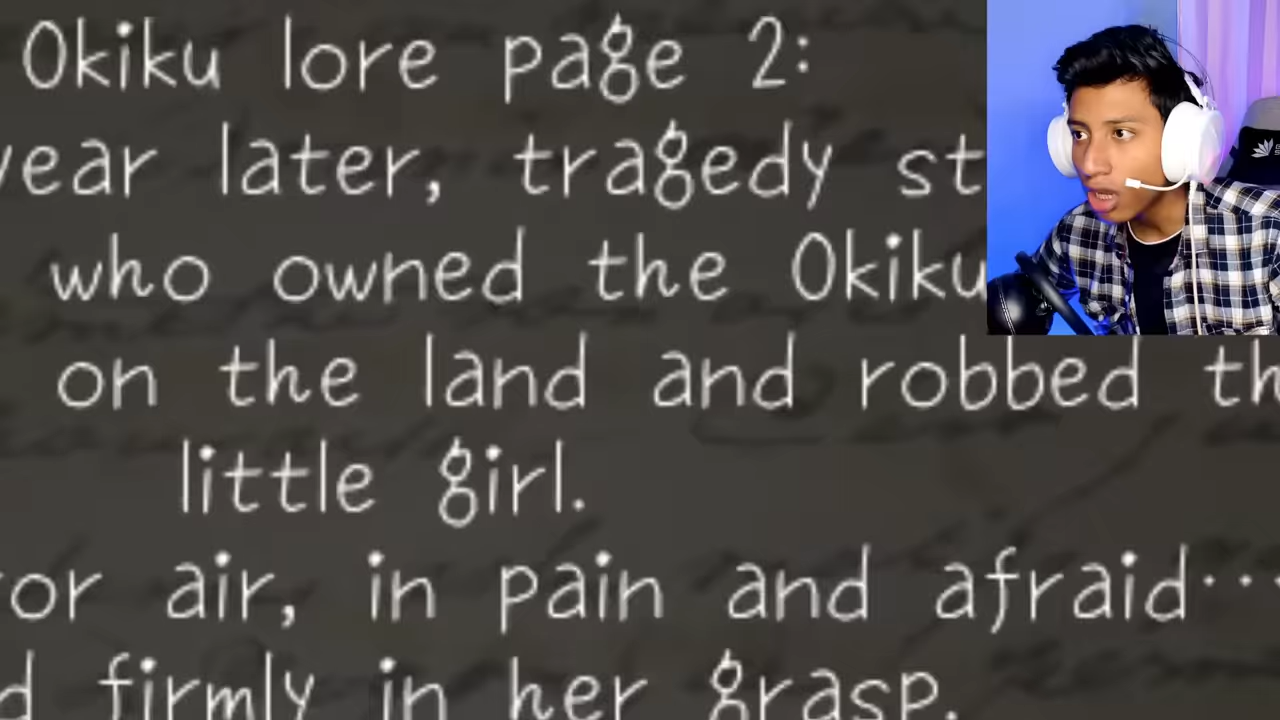 Okiku lore page 2:
year later, tragedy st
who owned the Okiku
on the land and robbed th
little girl.
or air, in pain and afraid...
d firmly in her grasp.